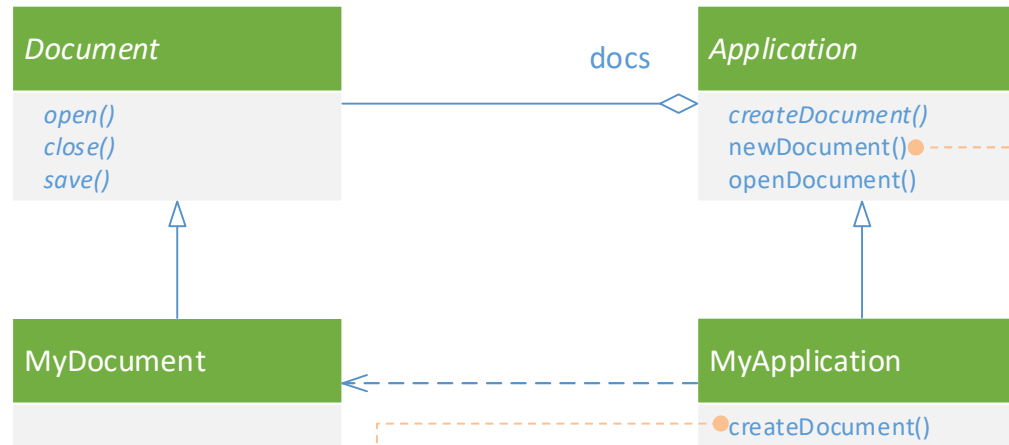 Document
open()
close()
save()
docs
Application
createDocument()
newDocument()
openDocument()
MyDocument
MyApplication
createDocument()